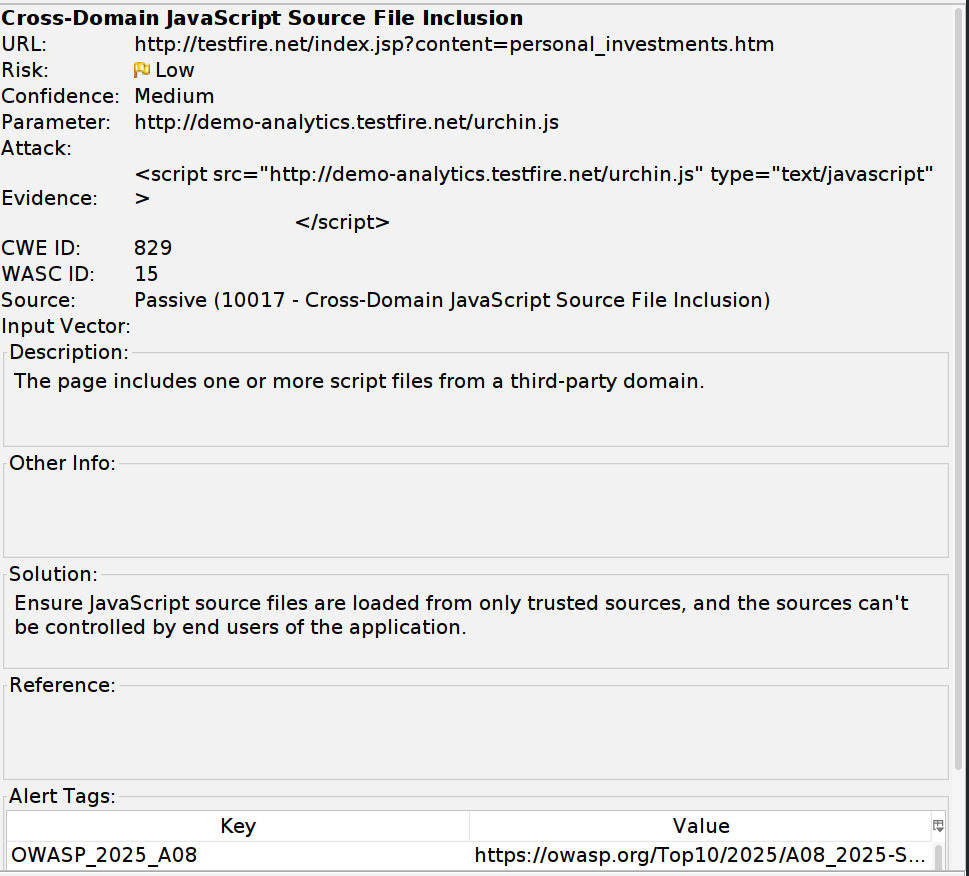 Cross-Domain JavaScript Source File Inclusion
URL: http://testfire.net/index.jsp?content=personal_investments.htm
Risk: Low
Confidence: Medium
Parameter: http://demo-analytics.testfire.net/urchin.js
Attack:
<script src="http://demo-analytics.testfire.net/urchin.js" type="text/javascript"
Evidence: >
</script>
CWE ID: 829
WASC ID: 15
Source: Passive (10017 - Cross-Domain JavaScript Source File Inclusion)
Input Vector:
Description:
The page includes one or more script files from a third-party domain.
Other Info:
Solution:
Ensure JavaScript source files are loaded from only trusted sources, and the sources can't
be controlled by end users of the application.
Reference:
Alert Tags:
Key Value
OWASP_2025_A08 https://owasp.org/Top10/2025/A08_2025-S...